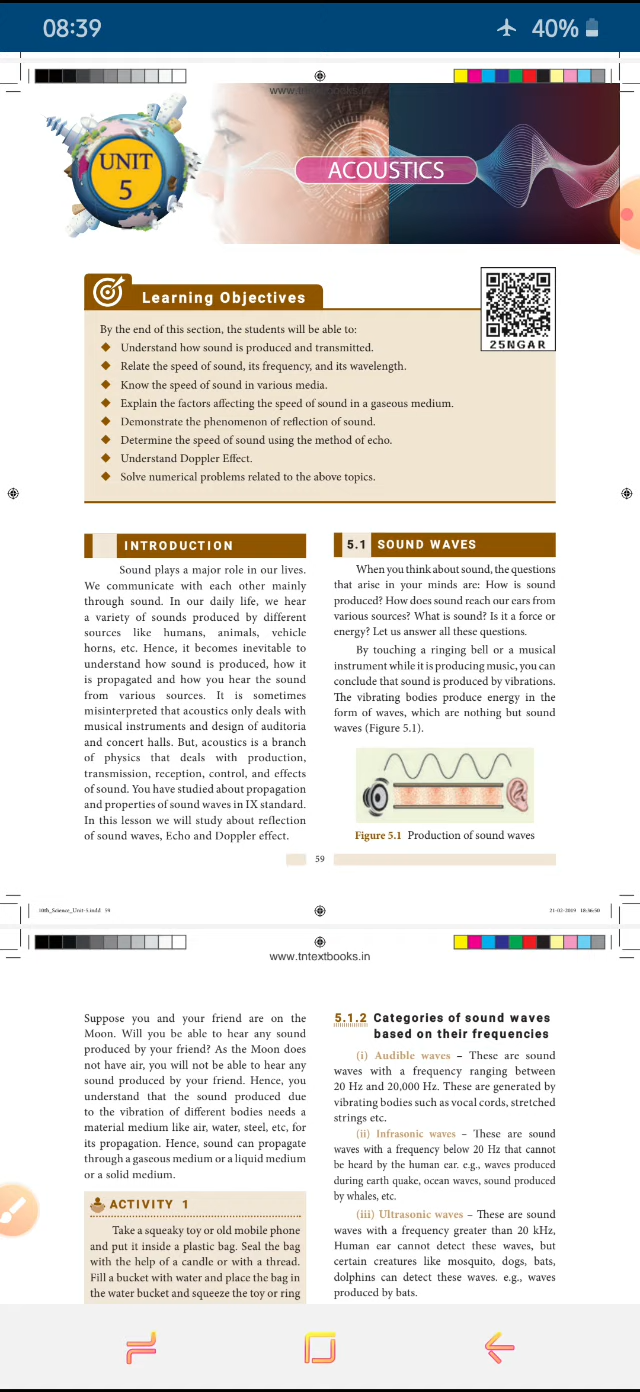 08:39
40%
www.tntextbooks.in
UNIT
5
ACOUSTICS
Learning Objectives
25NGAR
By the end of this section, the students will be able to:
◆ Understand how sound is produced and transmitted.
◆ Relate the speed of sound, its frequency, and its wavelength.
◆ Know the speed of sound in various media.
◆ Explain the factors affecting the speed of sound in a gaseous medium.
◆ Demonstrate the phenomenon of reflection of sound.
◆ Determine the speed of sound using the method of echo.
◆ Understand Doppler Effect.
◆ Solve numerical problems related to the above topics.
INTRODUCTION
Sound plays a major role in our lives.
We communicate with each other mainly
through sound. In our daily life, we hear
a variety of sounds produced by different
sources like humans, animals, vehicle
horns, etc. Hence, it becomes inevitable to
understand how sound is produced, how it
is propagated and how you hear the sound
from various sources. It is sometimes
misinterpreted that acoustics only deals with
musical instruments and design of auditoria
and concert halls. But, acoustics is a branch
of physics that deals with production,
transmission, reception, control, and effects
of sound. You have studied about propagation
and properties of sound waves in IX standard.
In this lesson we will study about reflection
of sound waves, Echo and Doppler effect.
5.1 SOUND WAVES
When you think about sound, the questions
that arise in your minds are: How is sound
produced? How does sound reach our ears from
various sources? What is sound? Is it a force or
energy? Let us answer all these questions.
By touching a ringing bell or a musical
instrument while it is producing music, you can
conclude that sound is produced by vibrations.
The vibrating bodies produce energy in the
form of waves, which are nothing but sound
waves (Figure 5.1).
Figure 5.1 Production of sound waves
59
10th_Science_Unit-5.indd 59
21-02-2019 18:36:50
www.tntextbooks.in
Suppose you and your friend are on the
Moon. Will you be able to hear any sound
produced by your friend? As the Moon does
not have air, you will not be able to hear any
sound produced by your friend. Hence, you
understand that the sound produced due
to the vibration of different bodies needs a
material medium like air, water, steel, etc, for
its propagation. Hence, sound can propagate
through a gaseous medium or a liquid medium
or a solid medium.
ACTIVITY 1
Take a squeaky toy or old mobile phone
and put it inside a plastic bag. Seal the bag
with the help of a candle or with a thread.
Fill a bucket with water and place the bag in
the water bucket and squeeze the toy or ring
5.1.2 Categories of sound waves
based on their frequencies
(i) Audible waves – These are sound
waves with a frequency ranging between
20 Hz and 20,000 Hz. These are generated by
vibrating bodies such as vocal cords, stretched
strings etc.
(ii) Infrasonic waves – These are sound
waves with a frequency below 20 Hz that cannot
be heard by the human ear. e.g., waves produced
during earth quake, ocean waves, sound produced
by whales, etc.
(iii) Ultrasonic waves – These are sound
waves with a frequency greater than 20 kHz,
Human ear cannot detect these waves, but
certain creatures like mosquito, dogs, bats,
dolphins can detect these waves. e.g., waves
produced by bats.